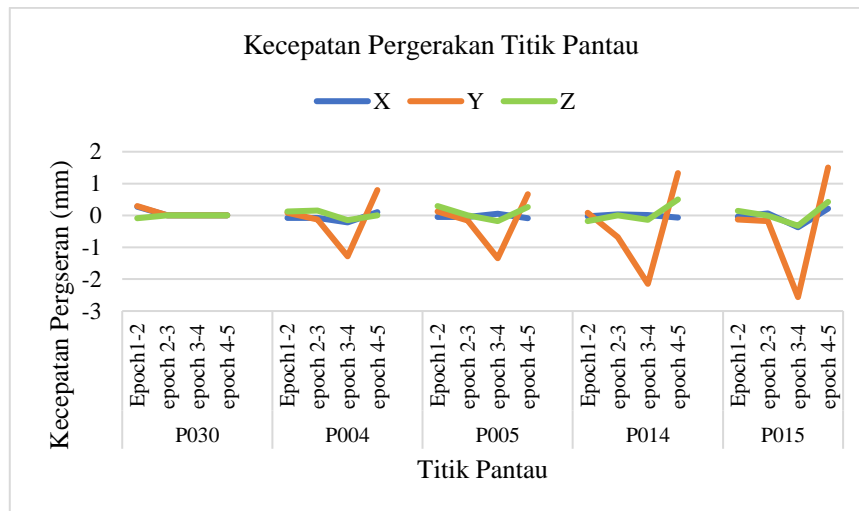 Kecepatan Pergerakan Titik Pantau
X Y Z
Kecepatan Pergseran (mm)
2
1
0
-1
-2
-3
Epoch1-2
epoch 2-3
epoch 3-4
epoch 4-5
Epoch1-2
epoch 2-3
epoch 3-4
epoch 4-5
Epoch1-2
epoch 2-3
epoch 3-4
epoch 4-5
Epoch1-2
epoch 2-3
epoch 3-4
epoch 4-5
Epoch1-2
epoch 2-3
epoch 3-4
epoch 4-5
P030 P004 P005 P014 P015
Titik Pantau